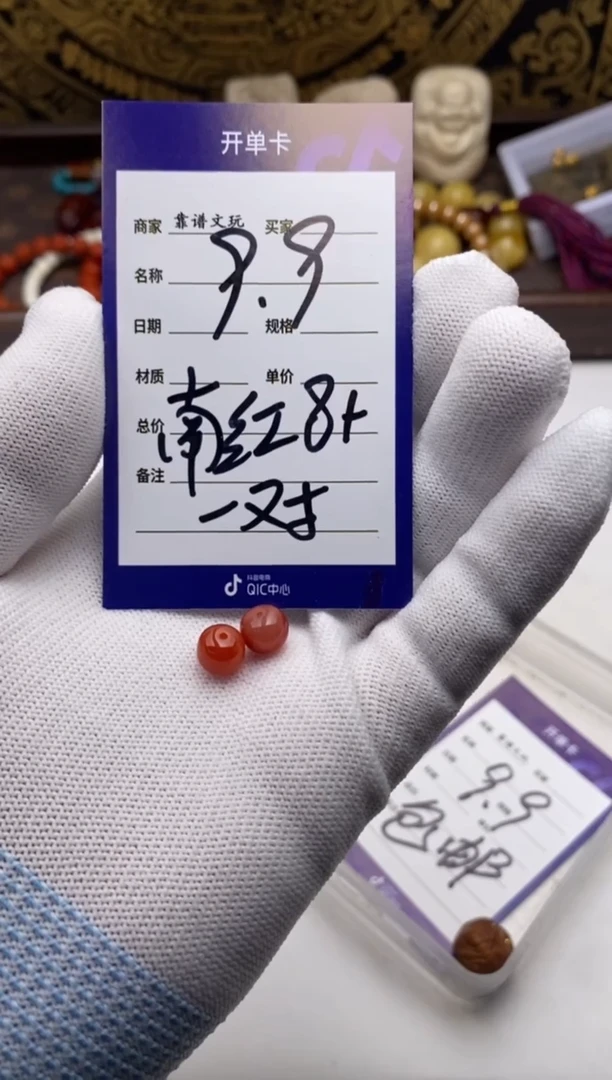 开单卡
商家 靠谱文玩 买家
9.9
名称
日期 规格
材质 单价
总价
南红8+
备注
一对
抖音电商
QIC中心
开单卡
9.9
包邮